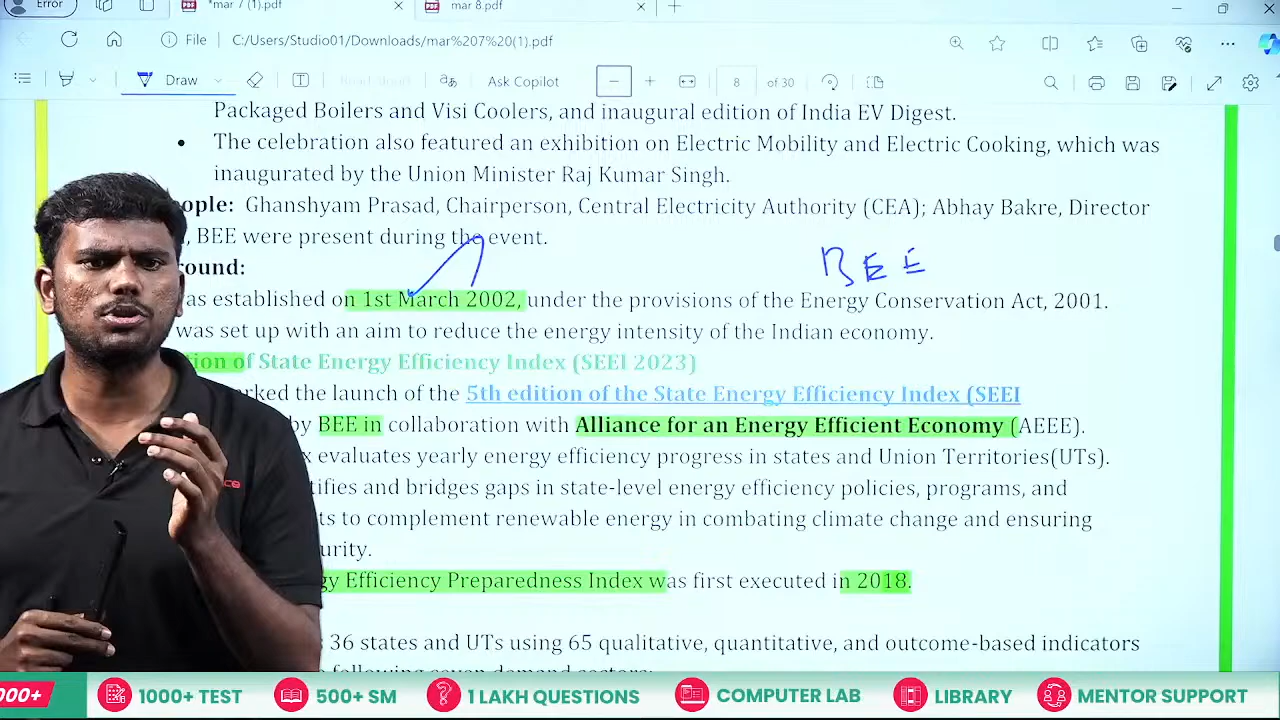 Error
*mar 7 (1).pdf
mar 8.pdf
File
C:/Users/Studio01/Downloads/mar%207%20(1).pdf
Draw
Ask Copilot
8
of 30
Packaged Boilers and Visi Coolers, and inaugural edition of India EV Digest.
• The celebration also featured an exhibition on Electric Mobility and Electric Cooking, which was
inaugurated by the Union Minister Raj Kumar Singh.
eople: Ghanshyam Prasad, Chairperson, Central Electricity Authority (CEA); Abhay Bakre, Director
, BEE were present during the event.
BEE
round:
as established on 1st March 2002, under the provisions of the Energy Conservation Act, 2001.
was set up with an aim to reduce the energy intensity of the Indian economy.
tion of State Energy Efficiency Index (SEEI 2023)
rked the launch of the 5th edition of the State Energy Efficiency Index (SEEI
by BEE in collaboration with Alliance for an Energy Efficient Economy (AEEE).
x evaluates yearly energy efficiency progress in states and Union Territories(UTs).
tifies and bridges gaps in state-level energy efficiency policies, programs, and
ts to complement renewable energy in combating climate change and ensuring
urity.
gy Efficiency Preparedness Index was first executed in 2018.
36 states and UTs using 65 qualitative, quantitative, and outcome-based indicators
000+
1000+ TEST
500+ SM
1 LAKH QUESTIONS
COMPUTER LAB
LIBRARY
MENTOR SUPPORT